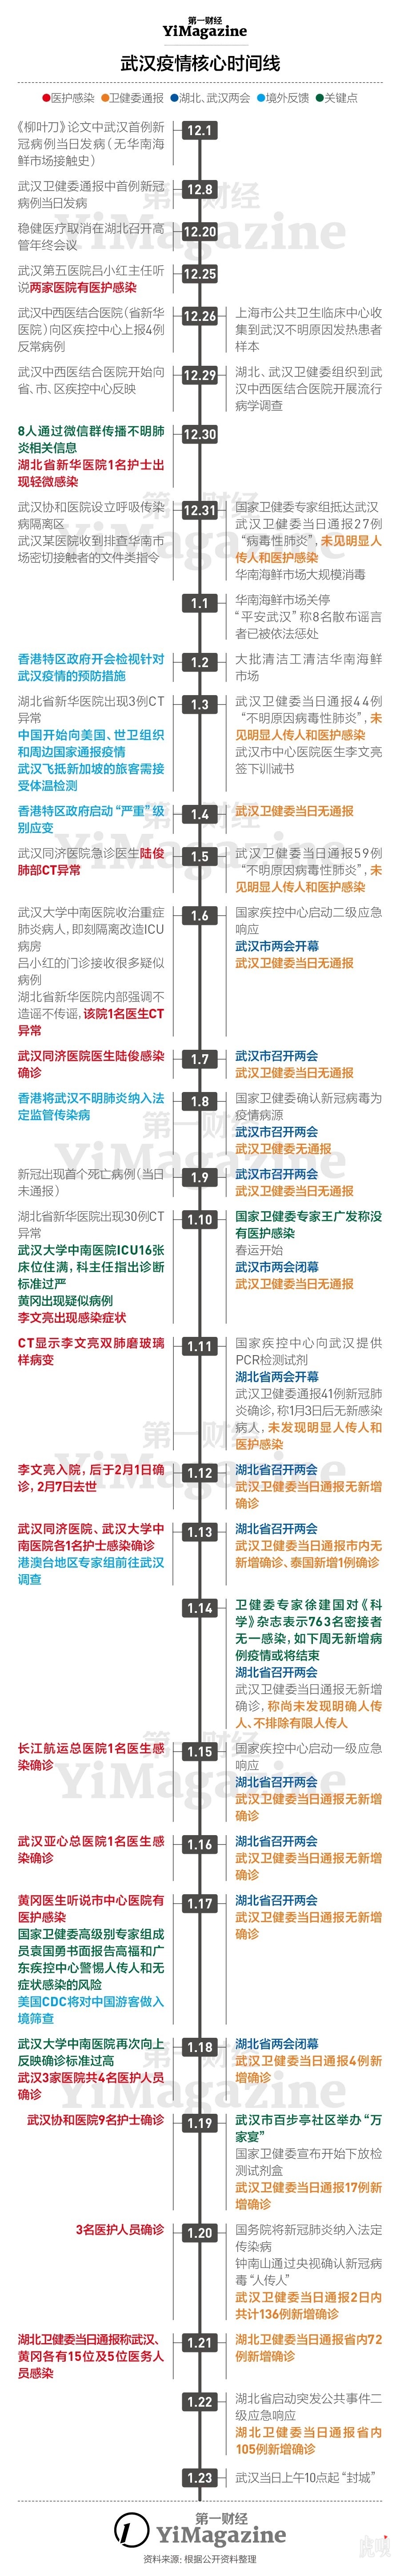 第一财经
YiMagazine
武汉疫情核心时间线
医护感染 卫健委通报 湖北、武汉两会 境外反馈 关键点
《柳叶刀》论文中武汉首例新
冠病例当日发病(无华南海
鲜市场接触史)
12.1
武汉卫健委通报中首例新冠
病例当日发病
12.8
稳健医疗取消在湖北召开高
管年终会议
12.20
武汉第五医院吕小红主任听
说两家医院有医护感染
12.25
武汉中西医结合医院(省新华
医院)向区疾控中心上报4例
反常病例
12.26
上海市公共卫生临床中心收
集到武汉不明原因发热患者
样本
武汉中西医结合医院开始向
省、市、区疾控中心反映
12.29
湖北、武汉卫健委组织到武
汉中西医结合医院开展流行
病学调查
8人通过微信群传播不明肺
炎相关信息
湖北省新华医院1名护士出
现轻微感染
12.30
武汉协和医院设立呼吸传染
病隔离区
武汉某医院收到排查华南市
场密切接触者的文件类指令
12.31
国家卫健委专家组抵达武汉
武汉卫健委当日通报27例
“病毒性肺炎”,未见明显人
传人和医护感染
华南海鲜市场大规模消毒
1.1
华南海鲜市场关停
“平安武汉”称8名散布谣言
者已被依法惩处
香港特区政府开会检视针对
武汉疫情的预防措施
1.2
大批清洁工清洁华南海鲜
市场
湖北省新华医院出现3例CT
异常
中国开始向美国、世卫组织
和周边国家通报疫情
武汉飞抵新加坡的旅客需接
受体温检测
1.3
武汉卫健委当日通报44例
“不明原因病毒性肺炎”,未
见明显人传人和医护感染
武汉市中心医院医生李文亮
签下训诫书
香港特区政府启动“严重”级
别应变
1.4
武汉卫健委当日无通报
武汉同济医院急诊医生陆俊
肺部CT异常
1.5
武汉卫健委当日通报59例
“不明原因病毒性肺炎”,未
见明显人传人和医护感染
武汉大学中南医院收治重症
肺炎病人,即刻隔离改造ICU
病房
吕小红的门诊接收很多疑似
病例
湖北省新华医院内部强调不
造谣不传谣,该院1名医生CT
异常
1.6
国家疾控中心启动二级应急
响应
武汉市两会开幕
武汉卫健委当日无通报
武汉同济医院医生陆俊感染
确诊
1.7
武汉市召开两会
武汉卫健委当日无通报
香港将武汉不明肺炎纳入法
定监管传染病
1.8
国家卫健委确认新冠病毒为
疫情病源
武汉市召开两会
武汉卫健委无通报
新冠出现首个死亡病例(当日
未通报)
1.9
武汉市召开两会
武汉卫健委当日无通报
湖北省新华医院出现30例CT
异常
武汉大学中南医院ICU16张
床位住满,科主任指出诊断
标准过严
黄冈出现疑似病例
李文亮出现感染症状
1.10
国家卫健委专家王广发称没
有医护感染
春运开始
武汉市两会闭幕
武汉卫健委当日无通报
CT显示李文亮双肺磨玻璃
样病变
1.11
国家疾控中心向武汉提供
PCR检测试剂
湖北省两会开幕
武汉卫健委通报41例新冠肺
炎确诊,称1月3日后无新感染
病人,未发现明显人传人和
医护感染
李文亮入院,后于2月1日确
诊,2月7日去世
1.12
湖北省召开两会
武汉卫健委当日通报无新增
确诊
武汉同济医院、武汉大学中
南医院各1名护士感染确诊
港澳台地区专家组前往武汉
调查
1.13
湖北省召开两会
武汉卫健委当日通报市内无
新增确诊、泰国新增1例确诊
1.14
卫健委专家徐建国对《科
学》杂志表示763名密接者
无一感染,如下周无新增病
例疫情或将结束
湖北省召开两会
武汉卫健委当日通报无新增
确诊,称尚未发现明确人传
人、不排除有限人传人
长江航运总医院1名医生感
染确诊
1.15
国家疾控中心启动一级应急
响应
湖北省召开两会
武汉卫健委当日通报无新增
确诊
武汉亚心总医院1名医生感
染确诊
1.16
湖北省召开两会
武汉卫健委当日通报无新增
确诊
黄冈医生听说市中心医院有
医护感染
国家卫健委高级别专家组成
员袁国勇书面报告高福和广
东疾控中心警惕人传人和无
症状感染的风险
美国CDC将对中国游客做入
境筛查
1.17
湖北省召开两会
武汉卫健委当日通报无新增
确诊
武汉大学中南医院再次向上
反映确诊标准过高
武汉3家医院共4名医护人员
确诊
1.18
湖北省两会闭幕
武汉卫健委当日通报4例新
增确诊
武汉协和医院9名护士确诊
1.19
武汉市百步亭社区举办“万
家宴”
国家卫健委宣布开始下放检
测试剂盒
武汉卫健委当日通报17例新
增确诊
3名医护人员确诊
1.20
国务院将新冠肺炎纳入法定
传染病
钟南山通过央视确认新冠病
毒“人传人”
武汉卫健委当日通报2日内
共计136例新增确诊
湖北卫健委当日通报称武汉、
黄冈各有15位及5位医务人
员感染
1.21
湖北卫健委当日通报省内72
例新增确诊
1.22
湖北省启动突发公共事件二
级应急响应
湖北卫健委当日通报省内
105例新增确诊
1.23
武汉当日上午10点起“封城”
第一财经
YiMagazine
资料来源:根据公开资料整理
虎嗅